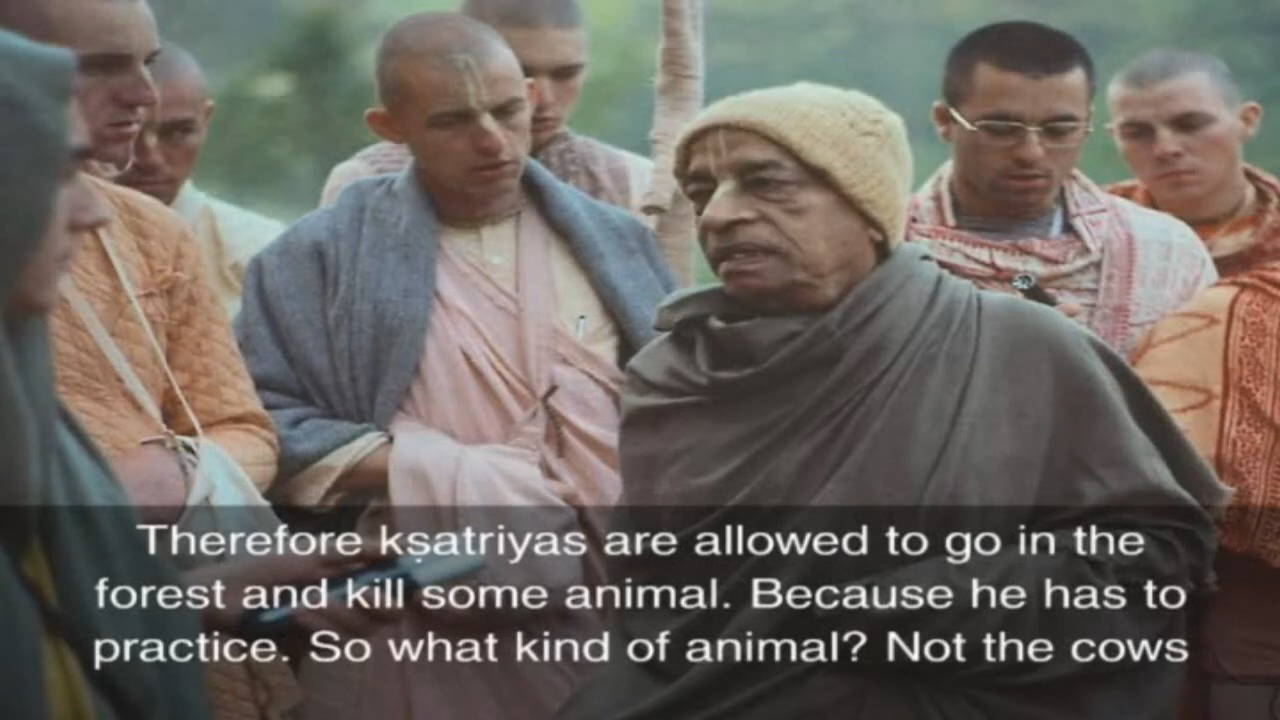 Therefore kṣatriyas are allowed to go in the
forest and kill some animal. Because he has to
practice. So what kind of animal? Not the cows